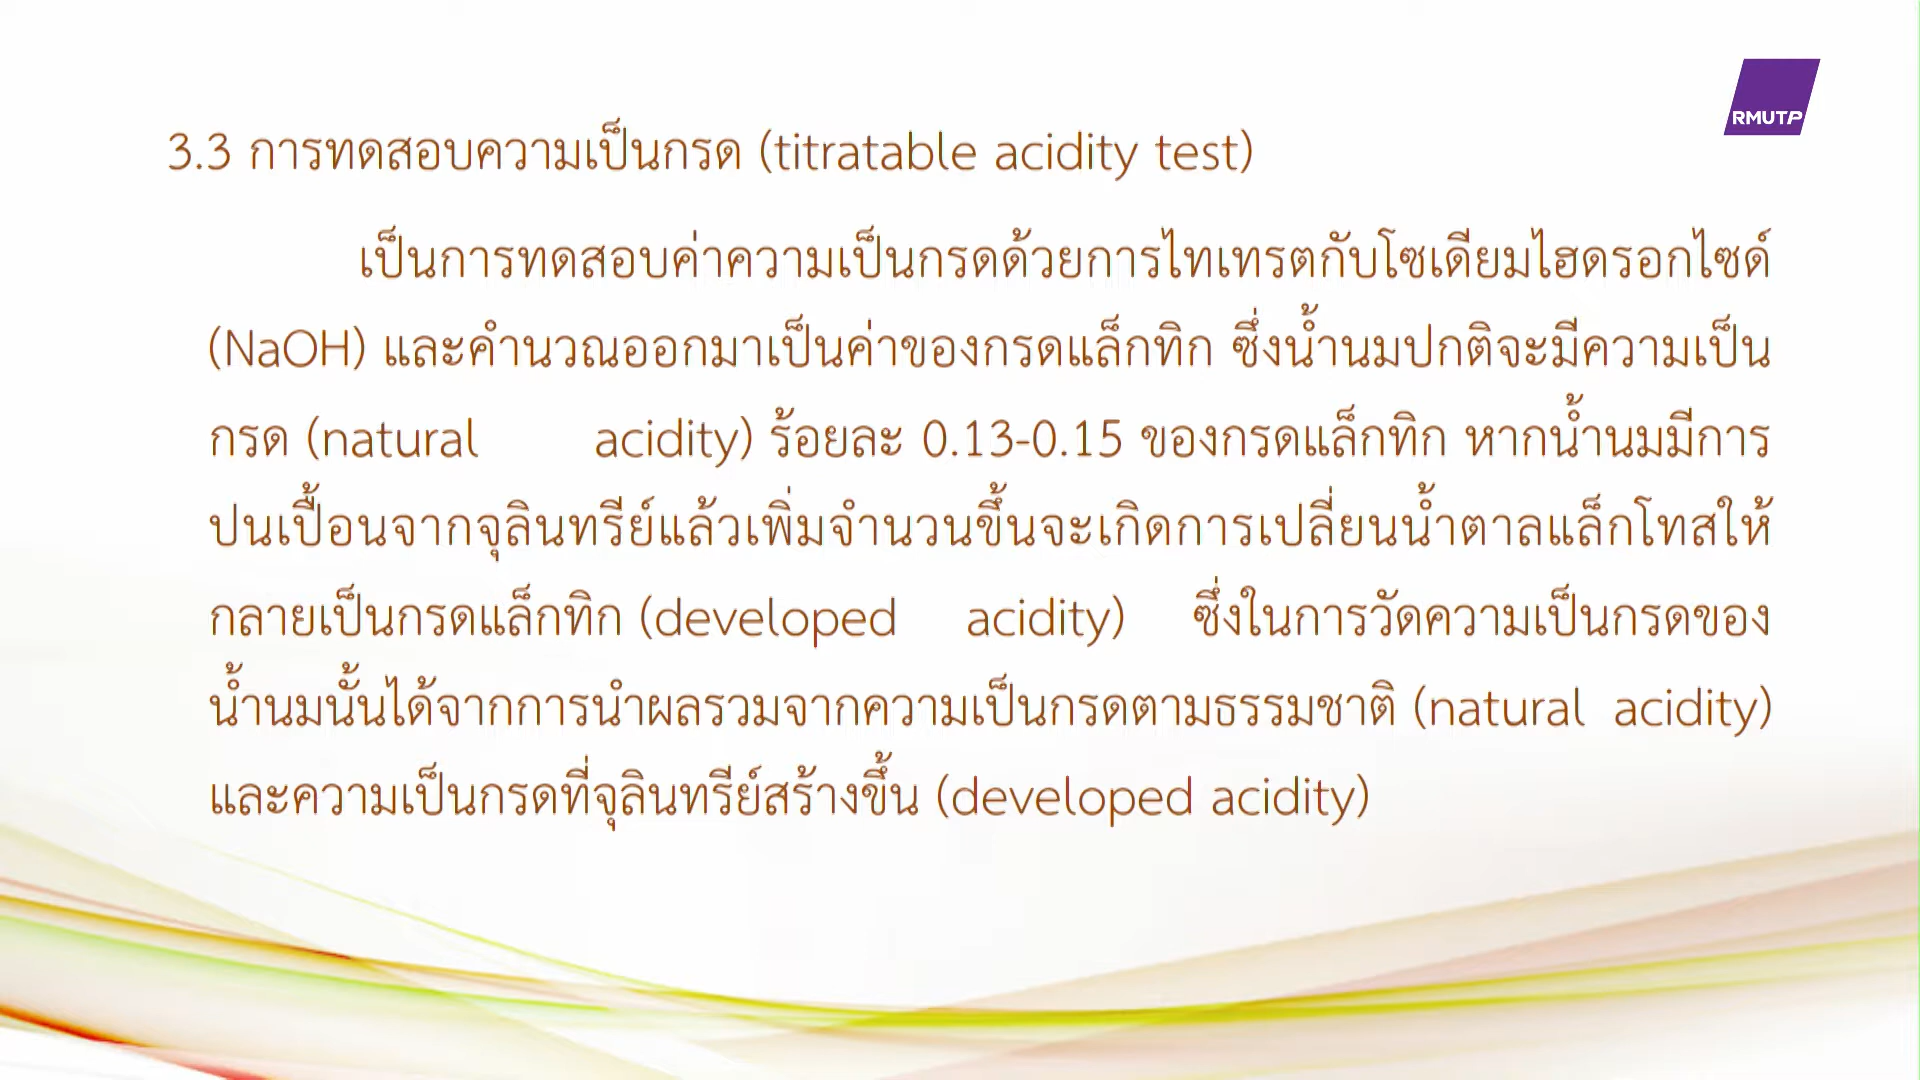 RMUTP
3.3 การทดสอบความเป็นกรด (titratable acidity test)
เป็นการทดสอบค่าความเป็นกรดด้วยการไทเทรตกับโซเดียมไฮดรอกไซด์
(NaOH) และคำนวณออกมาเป็นค่าของกรดแล็กทิก ซึ่งน้ำนมปกติจะมีความเป็น
กรด (natural acidity) ร้อยละ 0.13-0.15 ของกรดแล็กทิก หากน้ำนมมีการ
ปนเปื้อนจากจุลินทรีย์แล้วเพิ่มจำนวนขึ้นจะเกิดการเปลี่ยนน้ำตาลแล็กโทสให้
กลายเป็นกรดแล็กทิก (developed acidity) ซึ่งในการวัดความเป็นกรดของ
น้ำนมนั้นได้จากการนำผลรวมจากความเป็นกรดตามธรรมชาติ (natural acidity)
และความเป็นกรดที่จุลินทรีย์สร้างขึ้น (developed acidity)